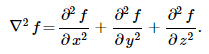 ∇² f = ∂² f / ∂x² + ∂² f / ∂y² + ∂² f / ∂z².